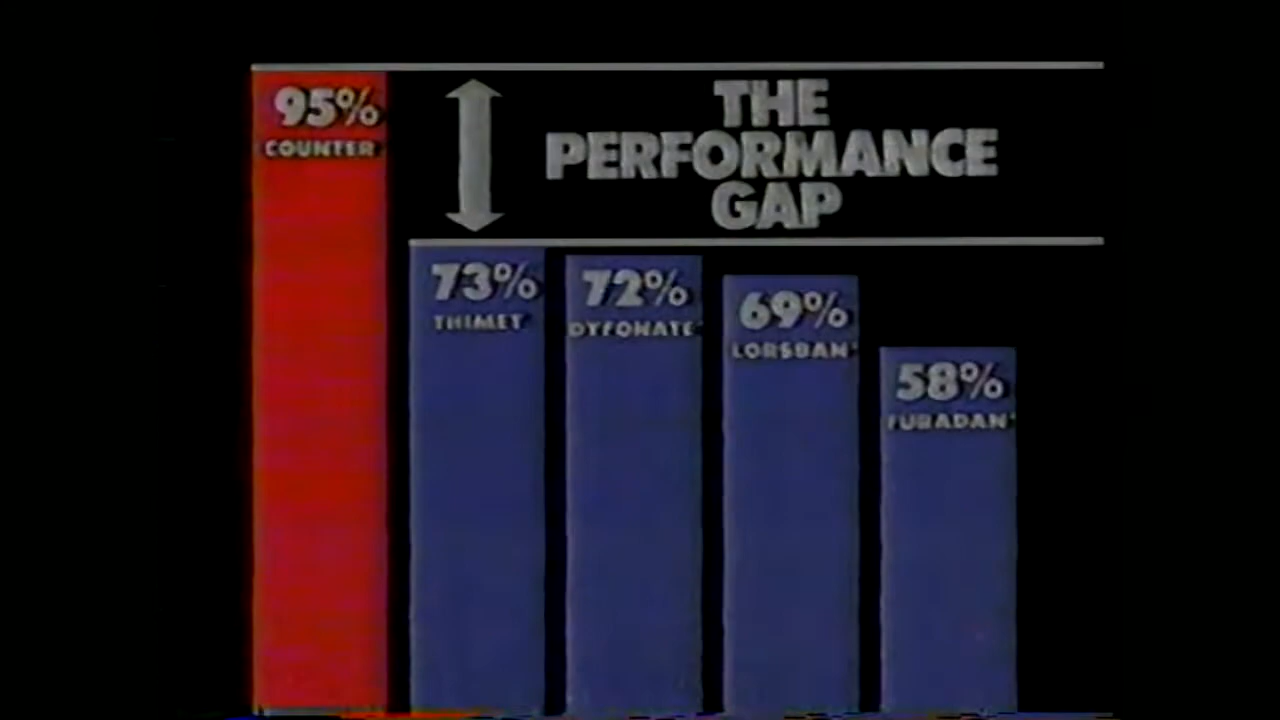 95%
COUNTER
THE
PERFORMANCE
GAP
73%
THIMET
72%
DYFONATE
69%
LORSBAN
58%
FURADAN